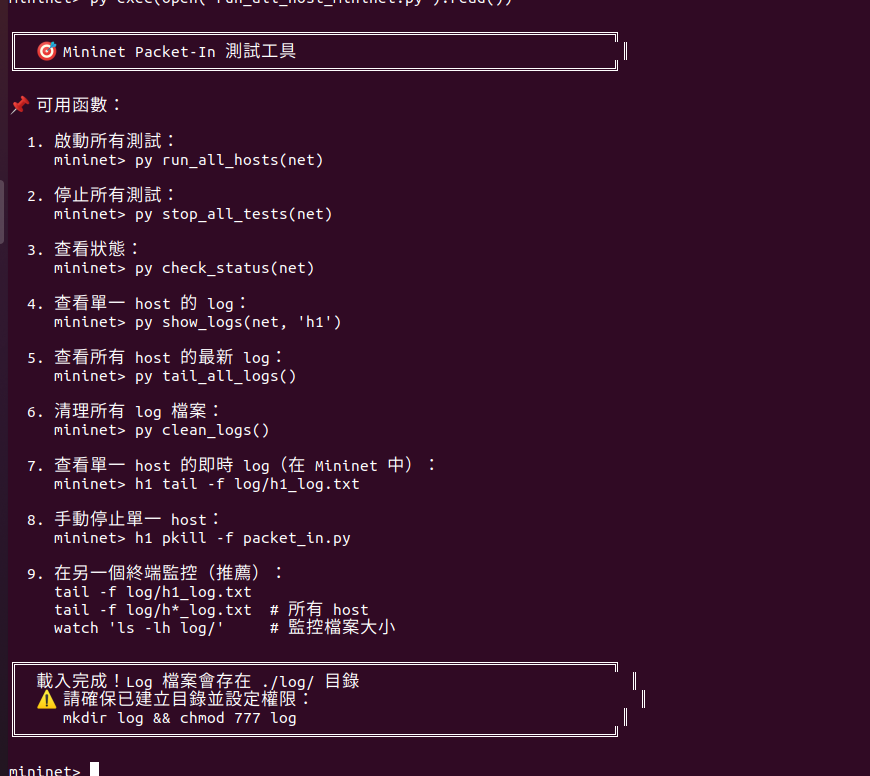 mininet> py exec(open("run_all_host_mininet.py").read())
🎯 Mininet Packet-In 測試工具
📌 可用函數：
1. 啟動所有測試：
mininet> py run_all_hosts(net)
2. 停止所有測試：
mininet> py stop_all_tests(net)
3. 查看狀態：
mininet> py check_status(net)
4. 查看單一 host 的 log：
mininet> py show_logs(net, 'h1')
5. 查看所有 host 的最新 log：
mininet> py tail_all_logs()
6. 清理所有 log 檔案：
mininet> py clean_logs()
7. 查看單一 host 的即時 log（在 Mininet 中）：
mininet> h1 tail -f log/h1_log.txt
8. 手動停止單一 host：
mininet> h1 pkill -f packet_in.py
9. 在另一個終端監控（推薦）：
tail -f log/h1_log.txt
tail -f log/h*_log.txt  # 所有 host
watch 'ls -lh log/'     # 監控檔案大小
載入完成！Log 檔案會存在 ./log/ 目錄
⚠️ 請確保已建立目錄並設定權限：
mkdir log && chmod 777 log
mininet>